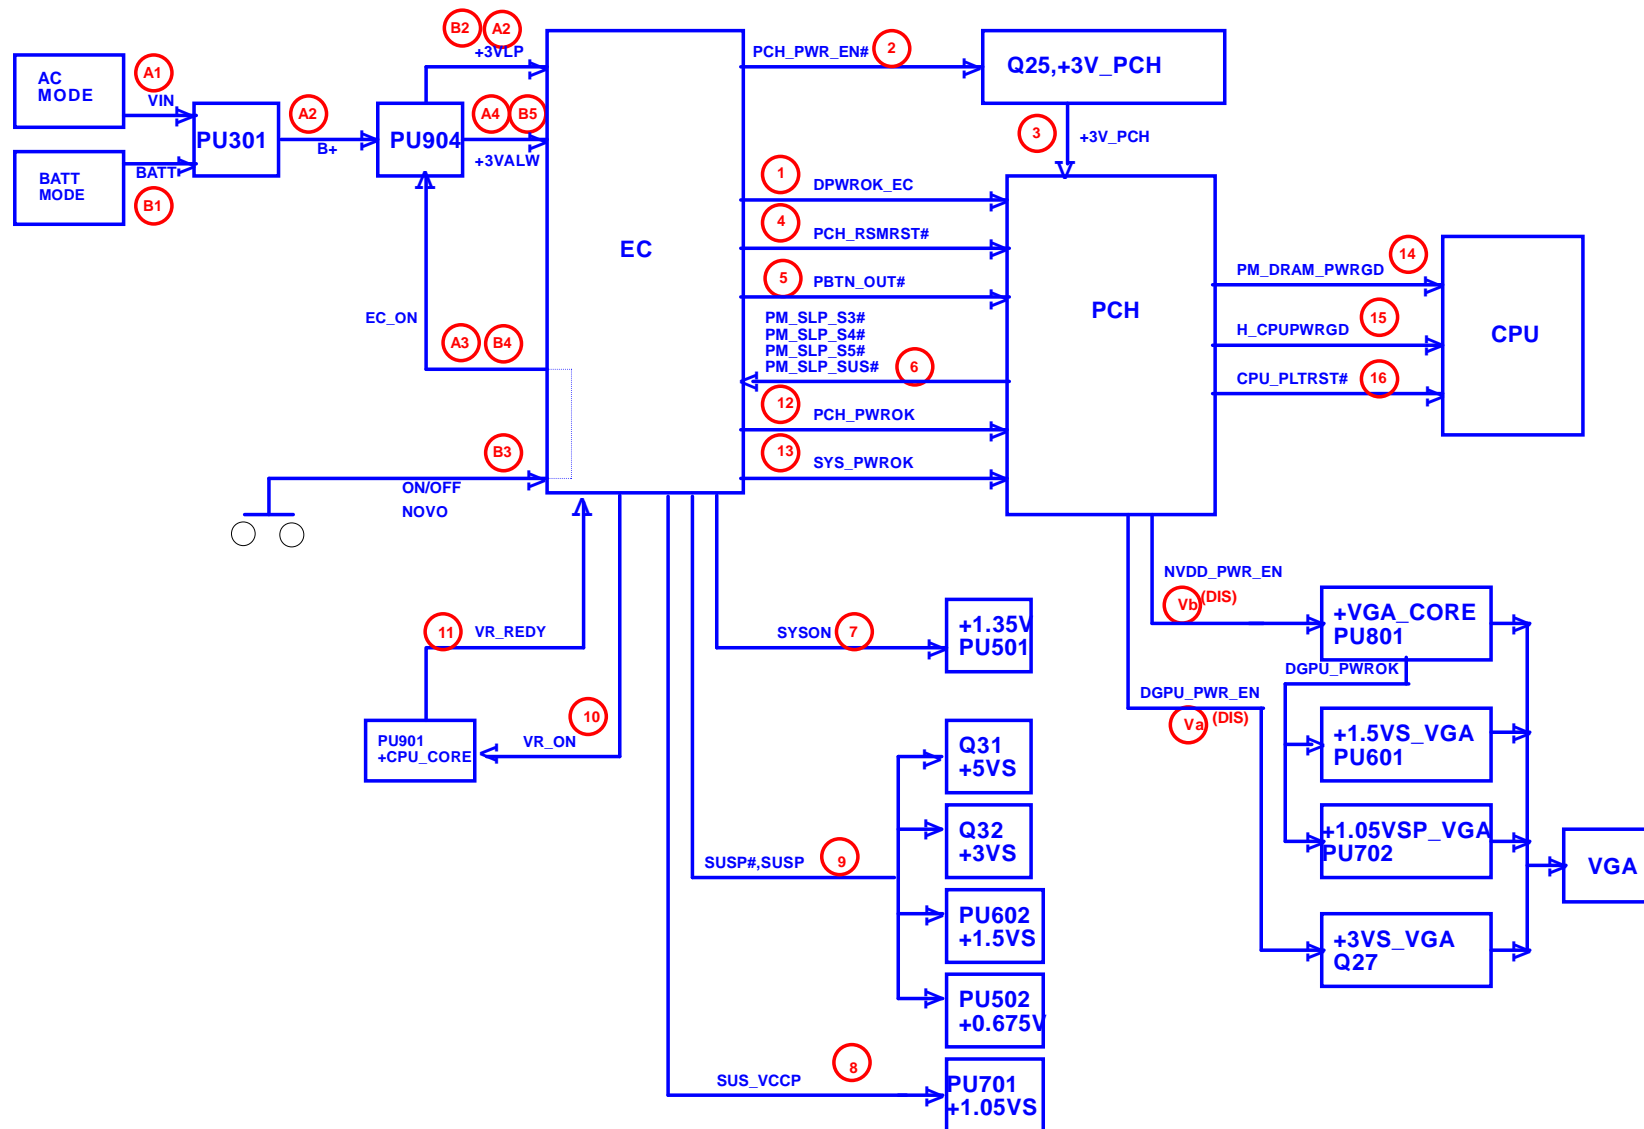 B2
A2
+3VLP
AC
MODE
A1
VIN
A2
B+
PU301
PU904
A4
B5
+3VALW
BATT
MODE
BATT
B1
EC
PCH_PWR_EN#
2
Q25,+3V_PCH
3
+3V_PCH
1
DPWROK_EC
4
PCH_RSMRST#
5
PBTN_OUT#
PM_SLP_S3#
PM_SLP_S4#
PM_SLP_S5#
PM_SLP_SUS#
6
12
PCH_PWROK
13
SYS_PWROK
PCH
PM_DRAM_PWRGD
14
H_CPUPWRGD
15
CPU_PLTRST#
16
CPU
EC_ON
A3
B4
B3
ON/OFF
NOVO
11
VR_REDY
10
VR_ON
PU901
+CPU_CORE
SYSON
7
+1.35V
PU501
Q31
+5VS
Q32
+3VS
SUSP#,SUSP
9
PU602
+1.5VS
PU502
+0.675V
SUS_VCCP
8
PU701
+1.05VS
NVDD_PWR_EN
Vb
(DIS)
+VGA_CORE
PU801
DGPU_PWROK
DGPU_PWR_EN
Va
(DIS)
+1.5VS_VGA
PU601
+1.05VSP_VGA
PU702
VGA
+3VS_VGA
Q27